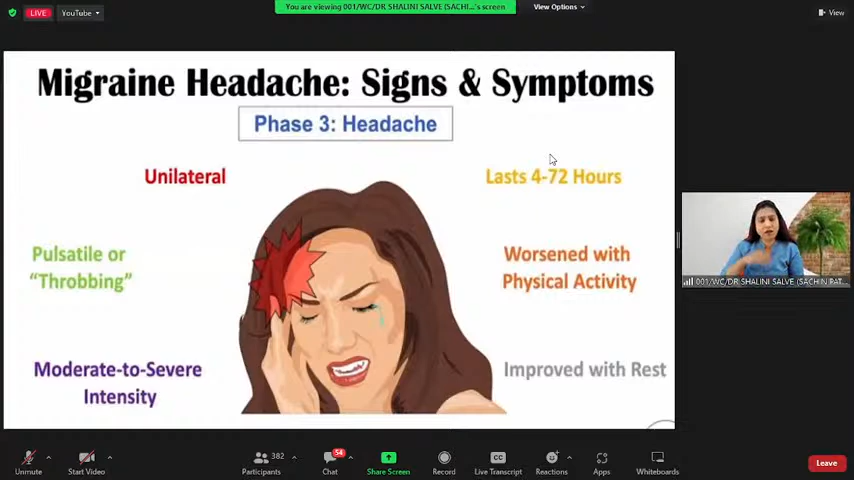 LIVE
YouTube
You are viewing 001/WC/DR SHALINI SALVE (SACHI...'s screen
View Options
View
Migraine Headache: Signs & Symptoms
Phase 3: Headache
Unilateral
Lasts 4-72 Hours
Pulsatile or
“Throbbing”
Worsened with
Physical Activity
Moderate-to-Severe
Intensity
Improved with Rest
001/WC/DR SHALINI SALVE (SACHIN PAT...
Unmute
Start Video
382
Participants
54
Chat
Share Screen
Record
CC
Live Transcript
Reactions
Apps
Whiteboards
Leave